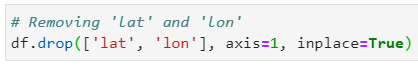 # Removing 'lat' and 'lon'
df.drop(['lat', 'lon'], axis=1, inplace=True)